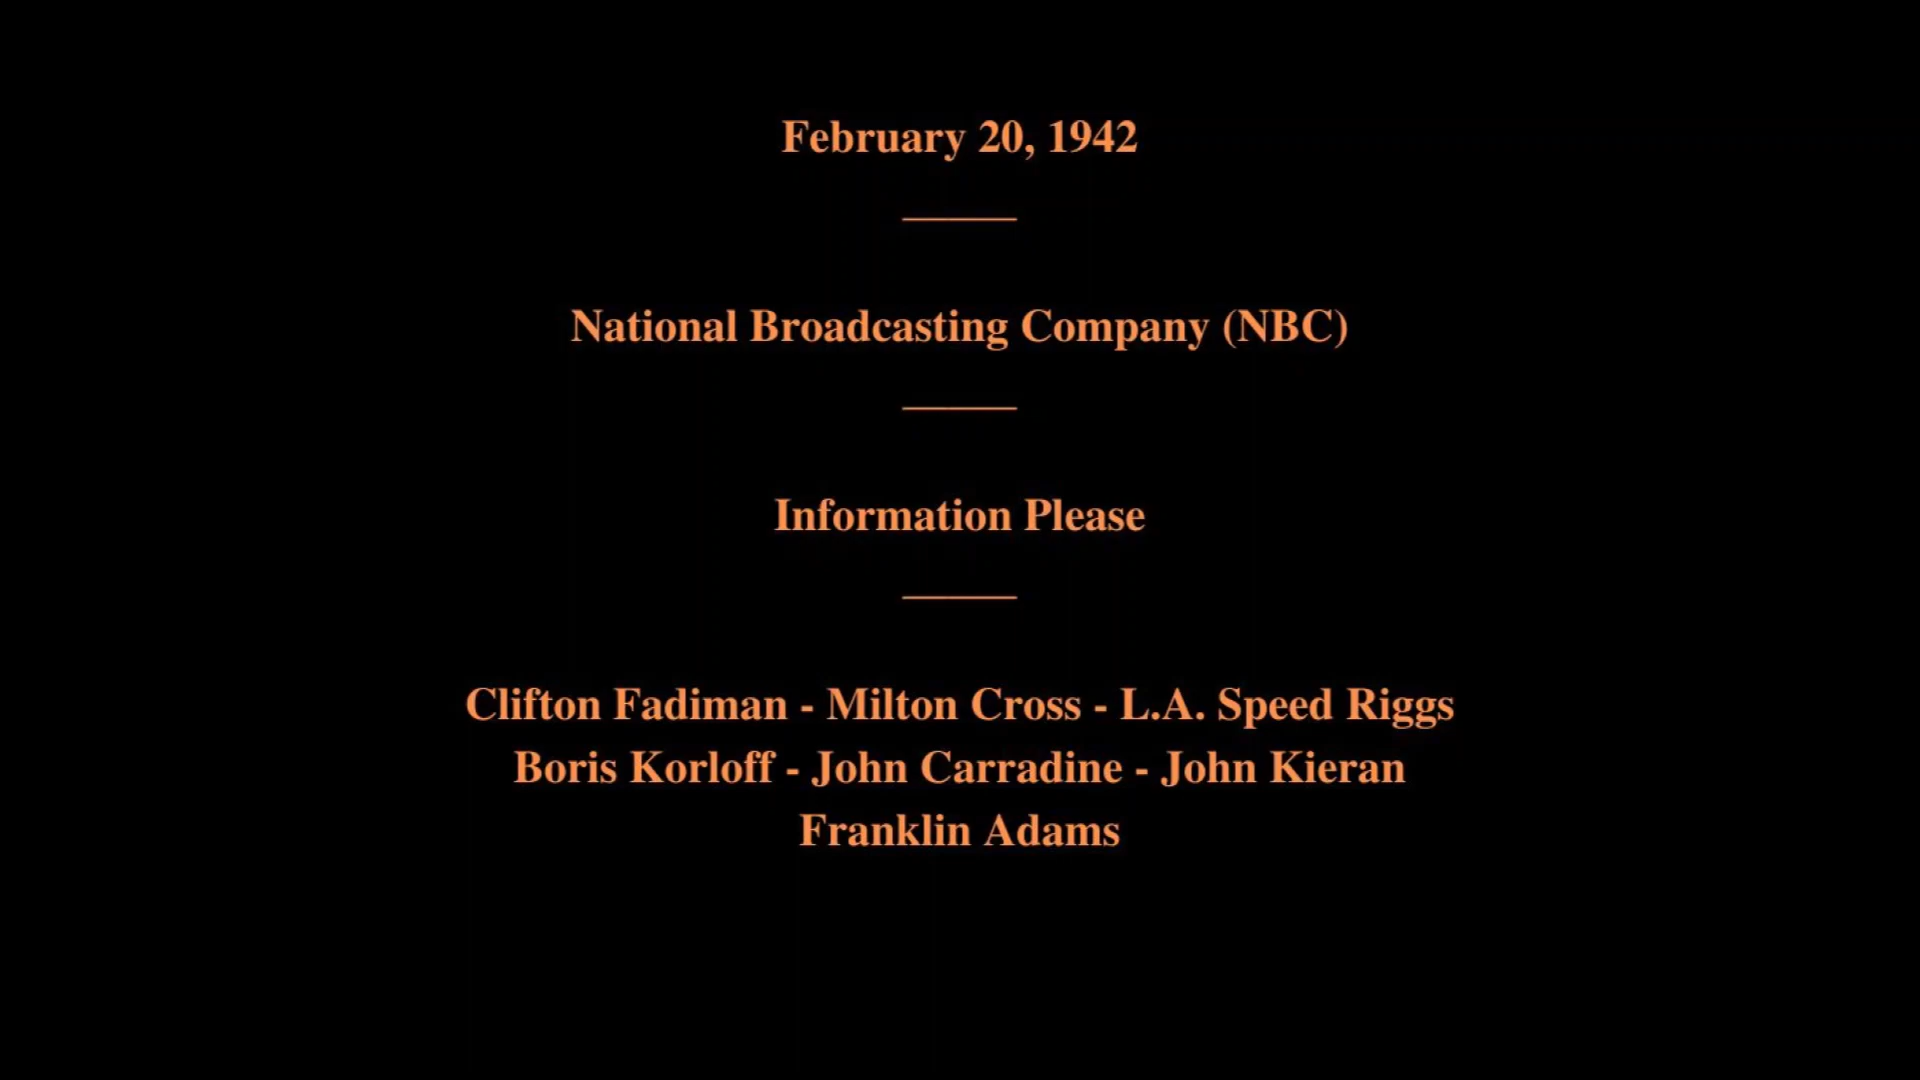 February 20, 1942
National Broadcasting Company (NBC)
Information Please
Clifton Fadiman - Milton Cross - L.A. Speed Riggs
Boris Korloff - John Carradine - John Kieran
Franklin Adams